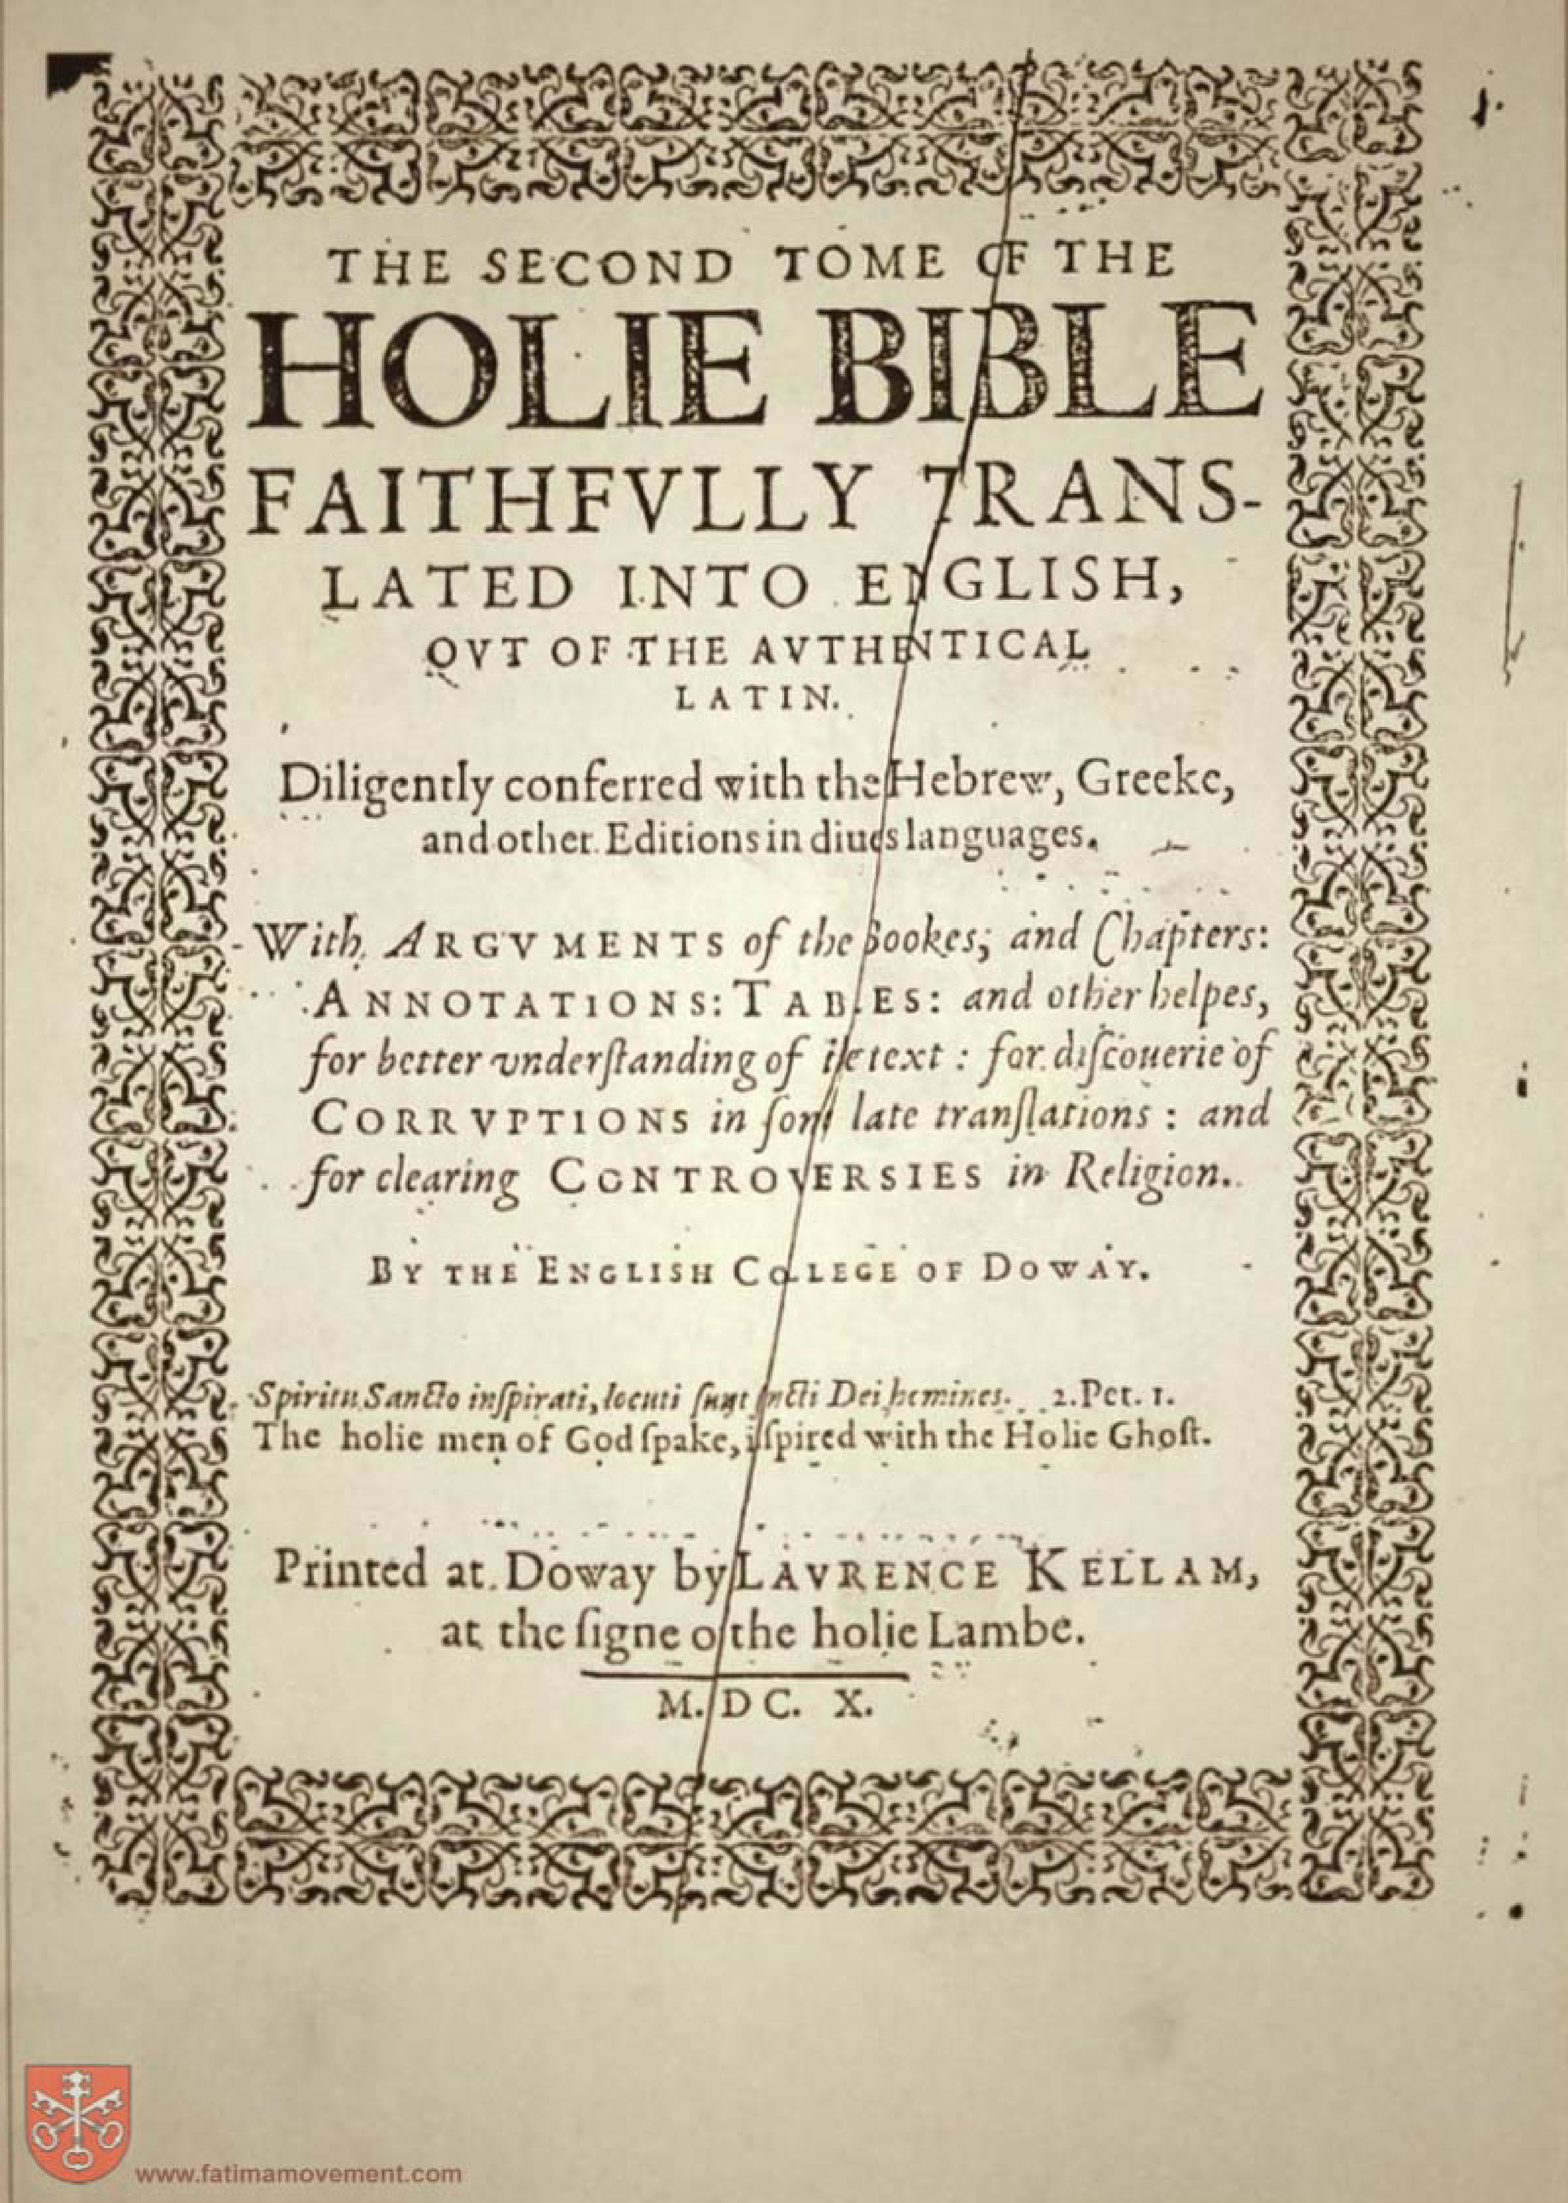 THE SECOND TOME OF THE
HOLIE BIBLE
FAITHFVLLY TRANS-
LATED INTO ENGLISH,
OVT OF THE AVTHENTICAL
LATIN.
Diligently conferred with the Hebrew, Greeke,
and other Editions in diuers languages.
With ARGVMENTS of the Bookes, and Chapters:
ANNOTATIONS: TABLES: and other helpes,
for better vnderſtanding of the text: for diſcouerie of
CORRVPTIONS in ſome late tranſlations: and
for clearing CONTROVERSIES in Religion.
BY THE ENGLISH COLLEGE OF DOWAY.
Spiritu Sancto inſpirati, locuti ſunt ſancti Dei homines. 2. Pet. 1.
The holie men of God ſpake, inſpired with the Holie Ghoſt.
Printed at Doway by LAVRENCE KELLAM,
at the ſigne of the holie Lambe.
M. DC. X.
www.fatimamovement.com